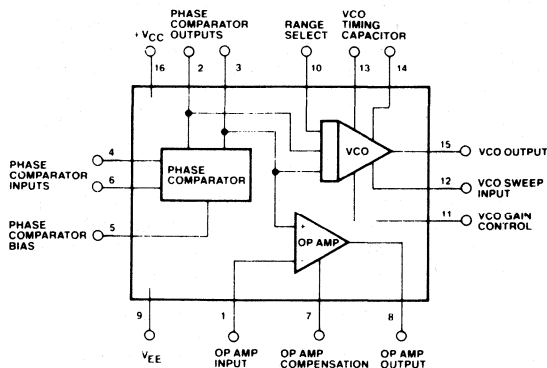 PHASE
COMPARATOR
OUTPUTS
RANGE
SELECT
VCO
TIMING
CAPACITOR
+VCC
16
2
3
10
13
14
4
PHASE
COMPARATOR
INPUTS
6
PHASE
COMPARATOR
VCO
15
VCO OUTPUT
12
VCO SWEEP
INPUT
11
VCO GAIN
CONTROL
PHASE
COMPARATOR
BIAS
5
+
OP AMP
-
9
1
7
8
VEE
OP AMP
INPUT
OP AMP
COMPENSATION
OP AMP
OUTPUT